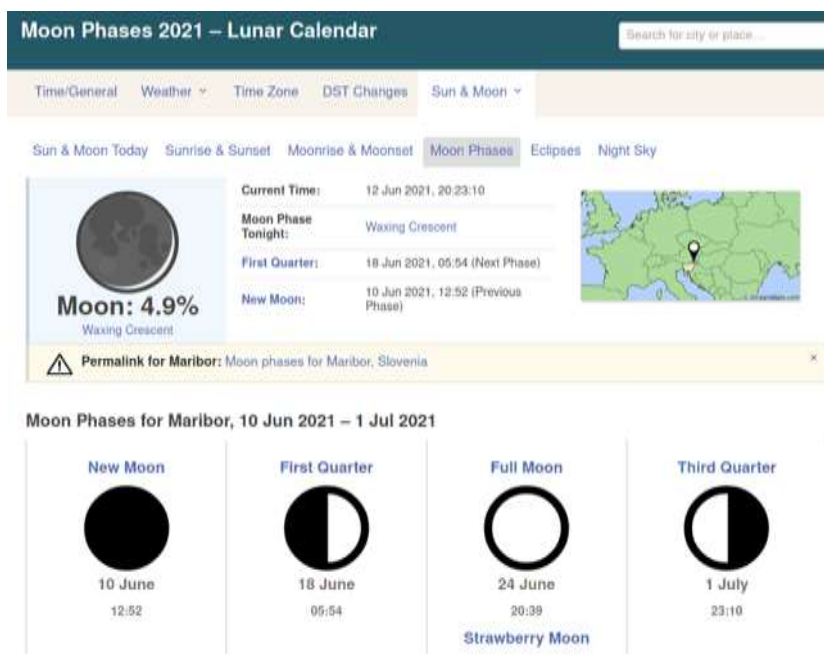 Moon Phases 2021 – Lunar Calendar
Search for city or place...
Time/General Weather Time Zone DST Changes Sun & Moon
Sun & Moon Today Sunrise & Sunset Moonrise & Moonset Moon Phases Eclipses Night Sky
Current Time: 12 Jun 2021, 20:23:10
Moon Phase Tonight: Waxing Crescent
First Quarter: 18 Jun 2021, 05:54 (Next Phase)
New Moon: 10 Jun 2021, 12:52 (Previous Phase)
Moon: 4.9%
Waxing Crescent
Permalink for Maribor: Moon phases for Maribor, Slovenia ×
Moon Phases for Maribor, 10 Jun 2021 – 1 Jul 2021
New Moon First Quarter Full Moon Third Quarter
10 June 18 June 24 June 1 July
12:52 05:54 20:39 23:10
Strawberry Moon